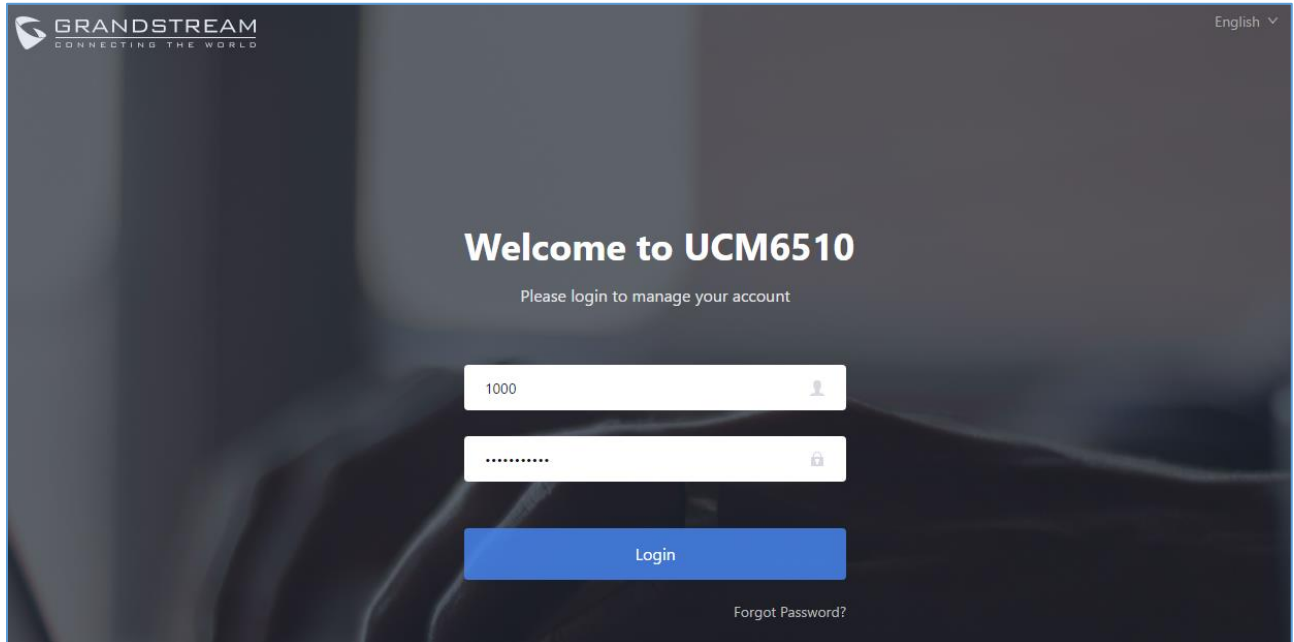 GRANDSTREAM
CONNECTING THE WORLD
English
Welcome to UCM6510
Please login to manage your account
1000
•••••••••••
Login
Forgot Password?